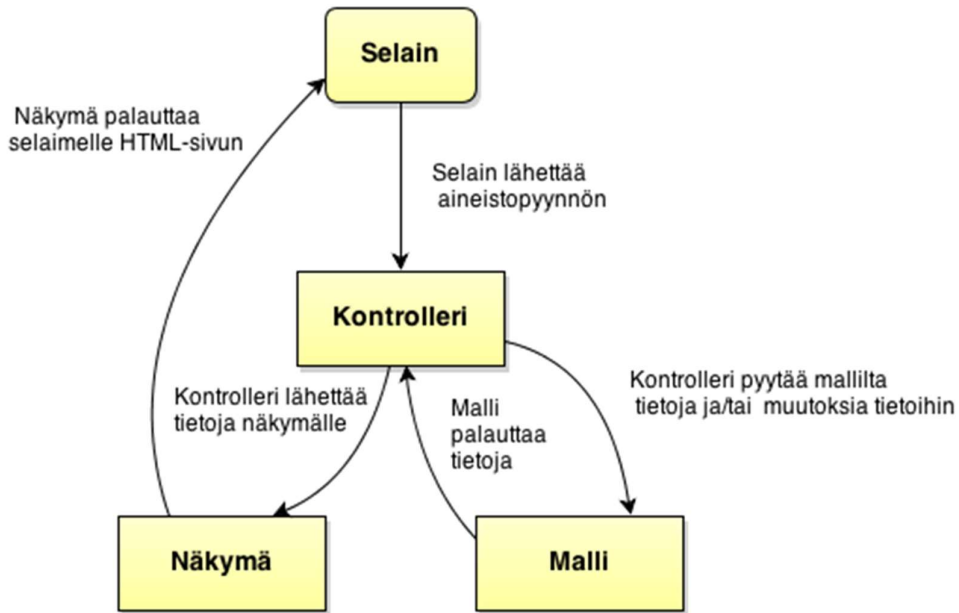 Selain
Näkymä palauttaa
selaimelle HTML-sivun
Selain lähettää
aineistopyynnön
Kontrolleri
Kontrolleri lähettää
tietoja näkymälle
Malli
palauttaa
tietoja
Kontrolleri pyytää mallilta
tietoja ja/tai muutoksia tietoihin
Näkymä
Malli